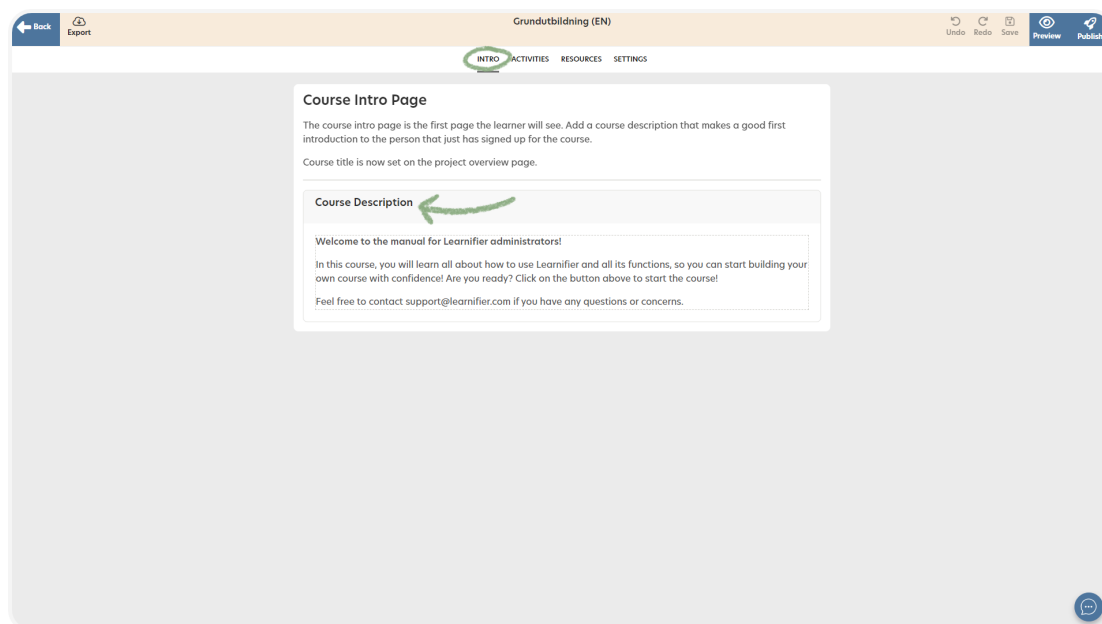 Back
Export
Grundutbildning (EN)
Undo
Redo
Save
Preview
Publish
INTRO
ACTIVITIES
RESOURCES
SETTINGS
Course Intro Page
The course intro page is the first page the learner will see. Add a course description that makes a good first
introduction to the person that just has signed up for the course.
Course title is now set on the project overview page.
Course Description
Welcome to the manual for Learnifier administrators!
In this course, you will learn all about how to use Learnifier and all its functions, so you can start building your
own course with confidence! Are you ready? Click on the button above to start the course!
Feel free to contact support@learnifier.com if you have any questions or concerns.